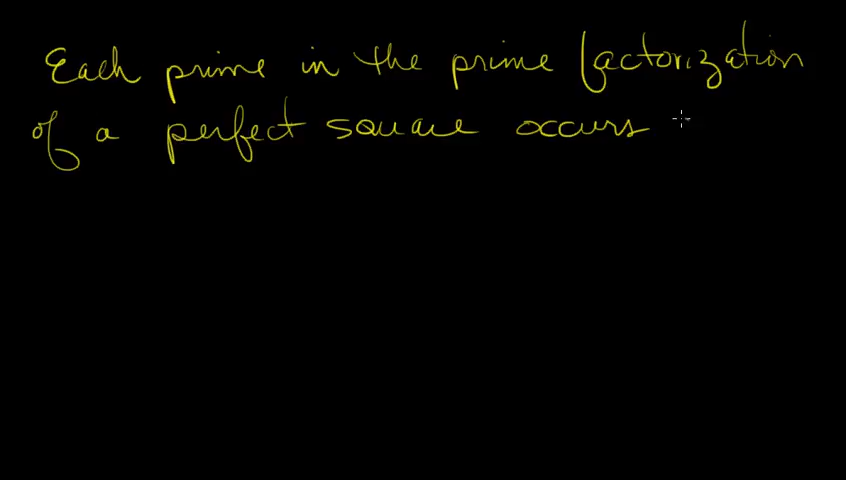 Each prime in the prime factorization
of a perfect square occurs